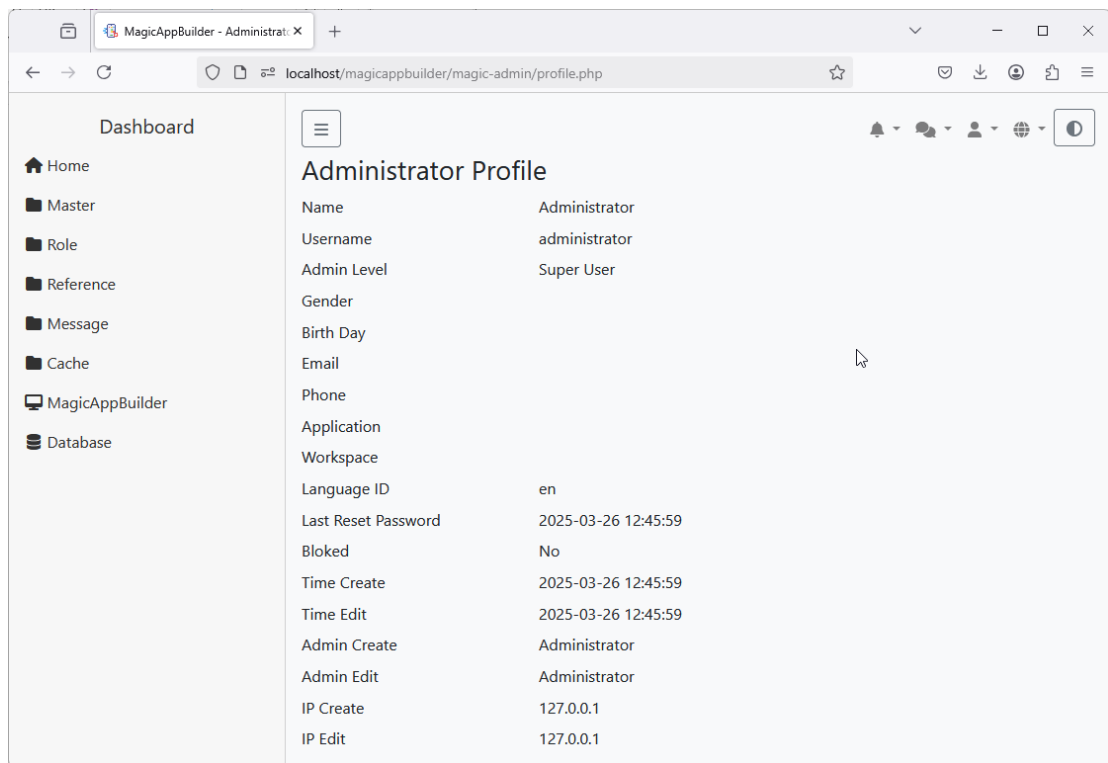 MagicAppBuilder - Administratc
localhost/magicappbuilder/magic-admin/profile.php
Dashboard
Home
Master
Role
Reference
Message
Cache
MagicAppBuilder
Database
Administrator Profile
Name Administrator
Username administrator
Admin Level Super User
Gender
Birth Day
Email
Phone
Application
Workspace
Language ID en
Last Reset Password 2025-03-26 12:45:59
Bloked No
Time Create 2025-03-26 12:45:59
Time Edit 2025-03-26 12:45:59
Admin Create Administrator
Admin Edit Administrator
IP Create 127.0.0.1
IP Edit 127.0.0.1